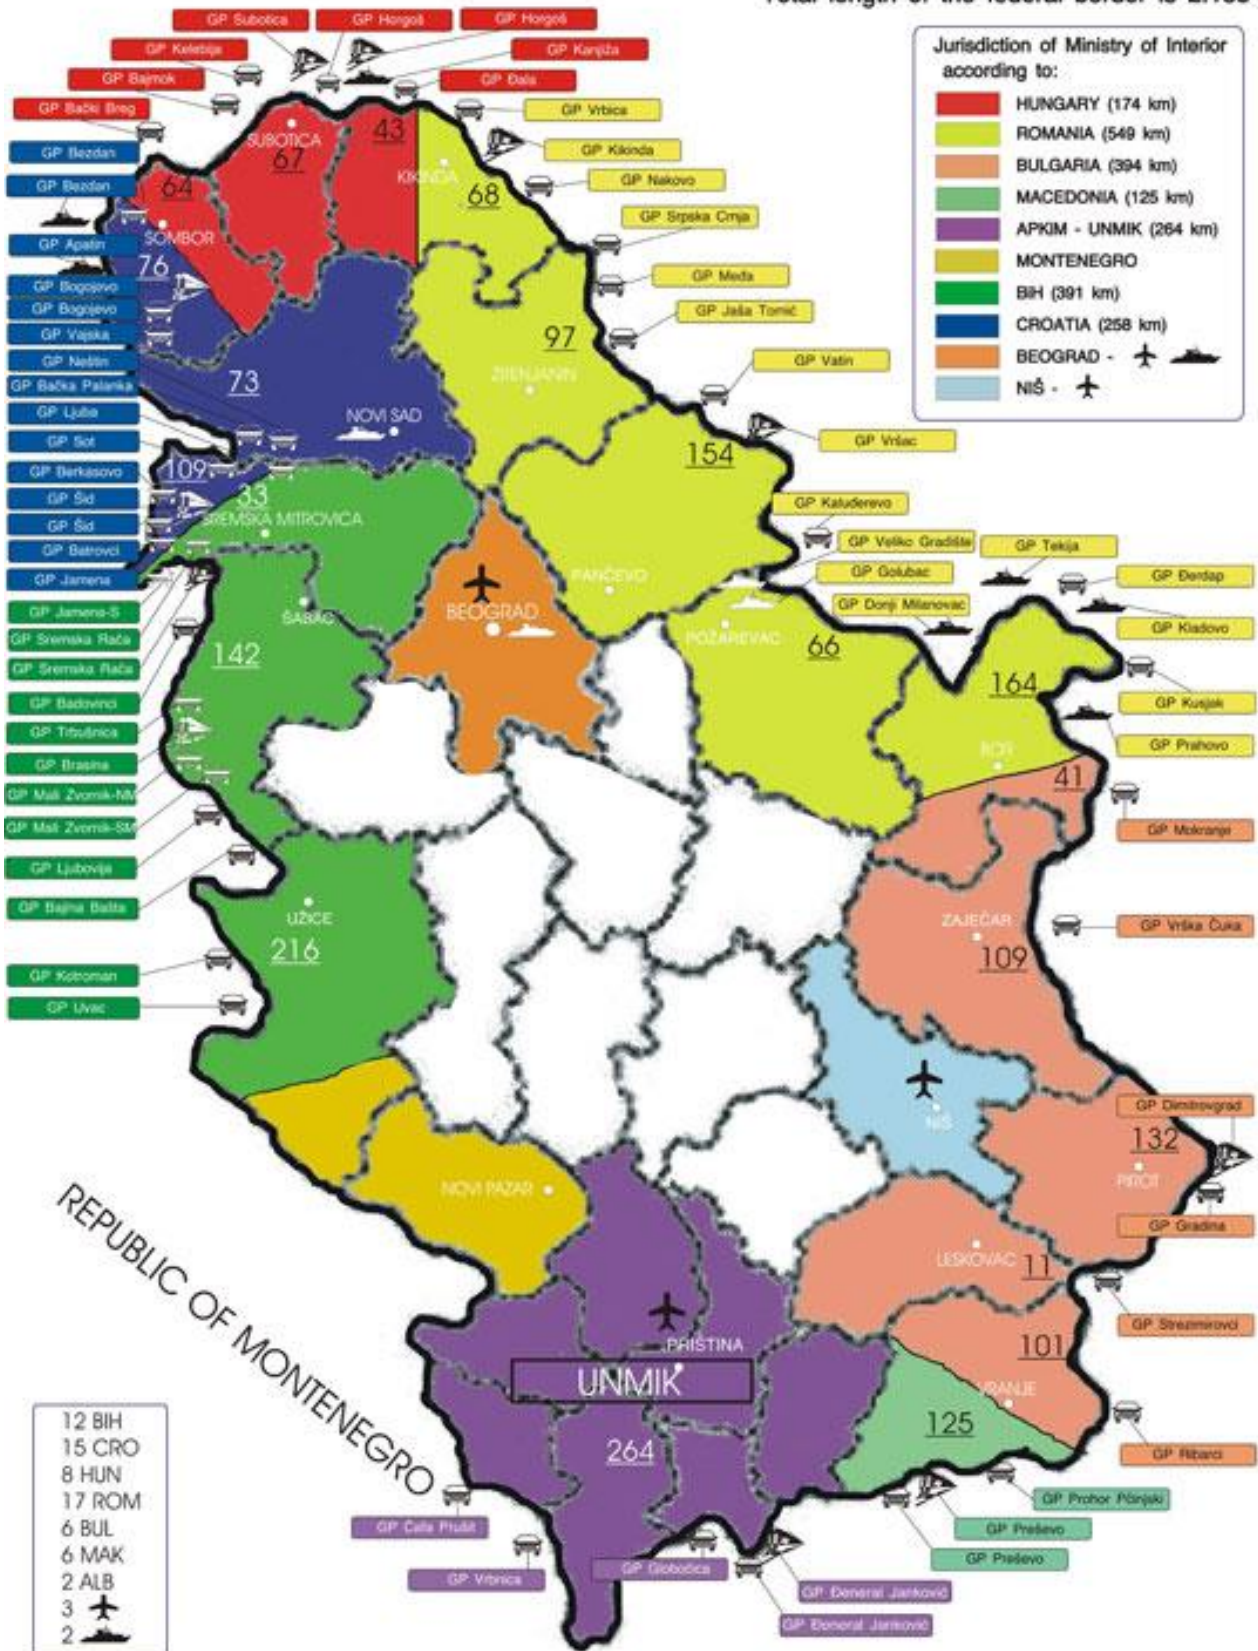 Total length of the federal border is 2.
Jurisdiction of Ministry of Interior
according to:
HUNGARY (174 km)
ROMANIA (549 km)
BULGARIA (394 km)
MACEDONIA (125 km)
APKIM - UNMIK (264 km)
MONTENEGRO
BiH (391 km)
CROATIA (258 km)
BEOGRAD -
NIŠ -
GP Subotica
GP Horgoš
GP Horgoš
GP Kelebija
GP Kanjiža
GP Bajmok
GP Đala
GP Bački Breg
GP Vrbica
GP Kikinda
GP Nakovo
GP Srpska Crnja
GP Međa
GP Jaša Tomić
GP Vatin
GP Vršac
GP Kaluđerevo
GP Veliko Gradište
GP Golubac
GP Donji Milanovac
GP Tekija
GP Đerdap
GP Kladovo
GP Kusjak
GP Prahovo
GP Mokranje
GP Vrška Čuka
GP Dimitrovgrad
GP Gradina
GP Strezimirovci
GP Ribarci
GP Prohor Pčinjski
GP Preševo
GP Preševo
GP Đeneral Janković
GP Đeneral Janković
GP Globočica
GP Vrbnica
GP Ćafa Prušit
GP Bezdan
GP Bezdan
GP Apatin
GP Bogojevo
GP Bogojevo
GP Vajska
GP Neštin
GP Bačka Palanka
GP Ljuba
GP Sot
GP Berkasovo
GP Šid
GP Šid
GP Batrovci
GP Jamena
GP Jamena-S
GP Sremska Rača
GP Sremska Rača
GP Badovinci
GP Trbušnica
GP Brasina
GP Mali Zvornik-NM
GP Mali Zvornik-SM
GP Ljubovija
GP Bajina Bašta
GP Kotroman
GP Uvac
SUBOTICA
67
43
64
SOMBOR
76
KIKINDA
68
97
ZRENJANIN
73
NOVI SAD
109
33
SREMSKA MITROVICA
154
PANČEVO
ŠABAC
142
BEOGRAD
POŽAREVAC
66
164
BOR
41
UŽICE
216
ZAJEČAR
109
NIŠ
132
PIROT
NOVI PAZAR
LESKOVAC
11
101
VRANJE
125
PRIŠTINA
UNMIK
264
REPUBLIC OF MONTENEGRO
12 BIH
15 CRO
8 HUN
17 ROM
6 BUL
6 MAK
2 ALB
3
2